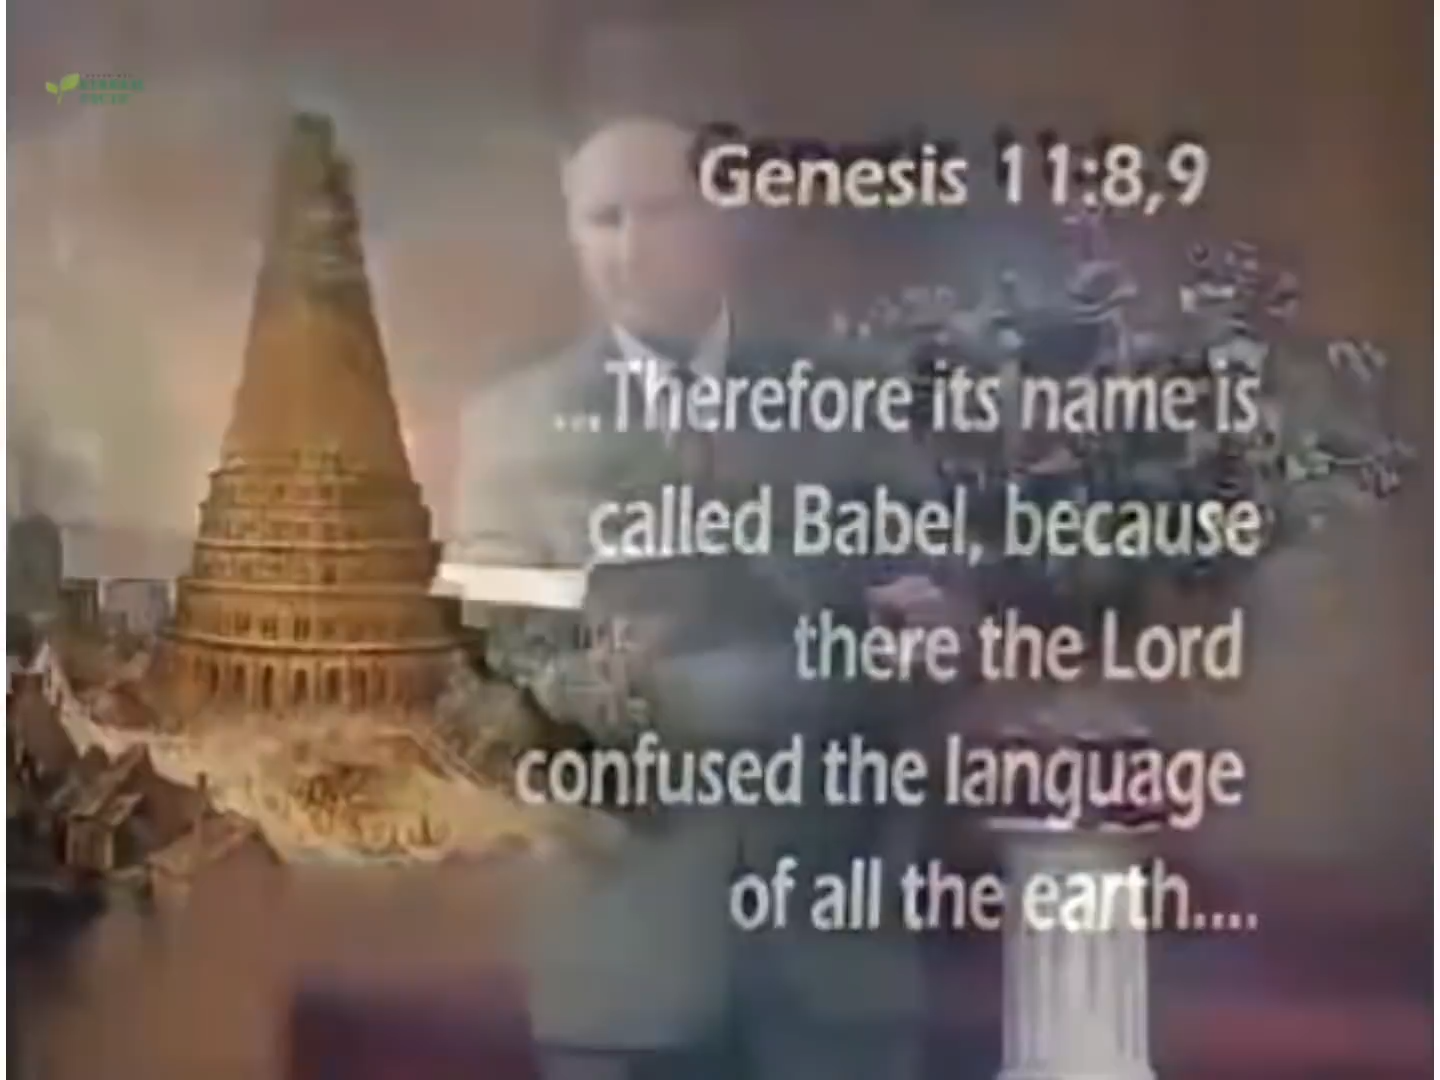 Genesis 11:8,9
...Therefore its name is
called Babel, because
there the Lord
confused the language
of all the earth....